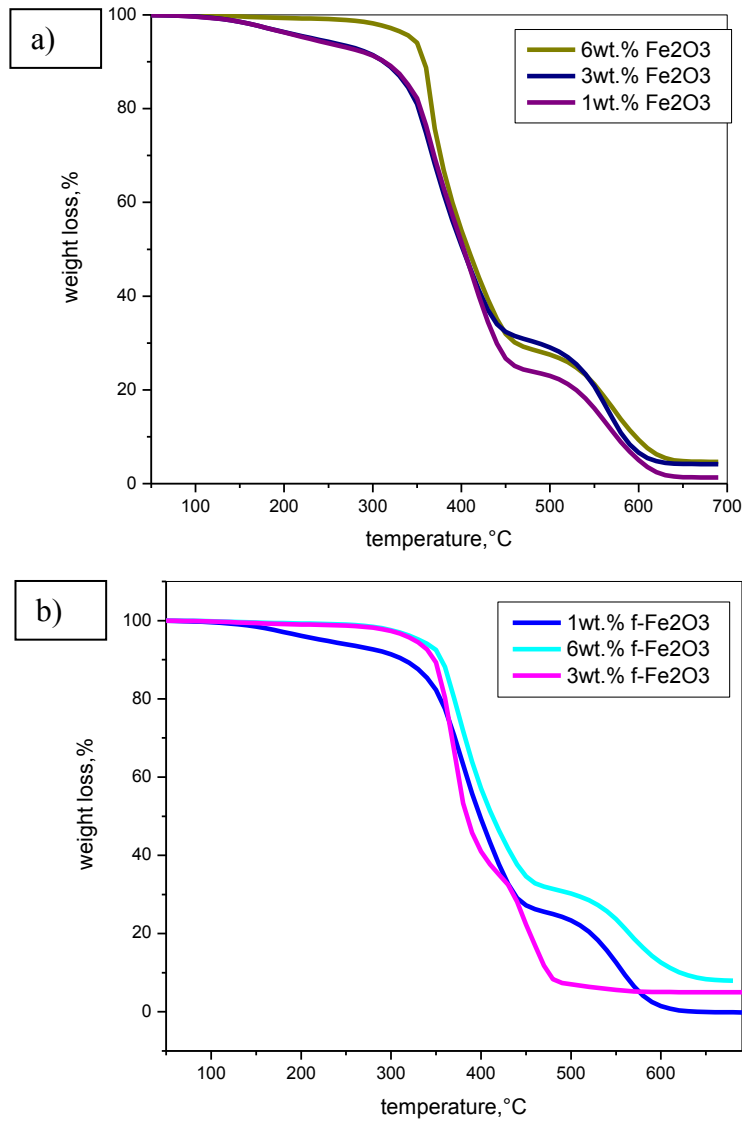 a)
100
80
60
40
20
0
weight loss,%
6wt.% Fe2O3
3wt.% Fe2O3
1wt.% Fe2O3
100
200
300
400
500
600
700
temperature,°C
b)
100
80
60
40
20
0
weight loss,%
1wt.% f-Fe2O3
6wt.% f-Fe2O3
3wt.% f-Fe2O3
100
200
300
400
500
600
temperature,°C